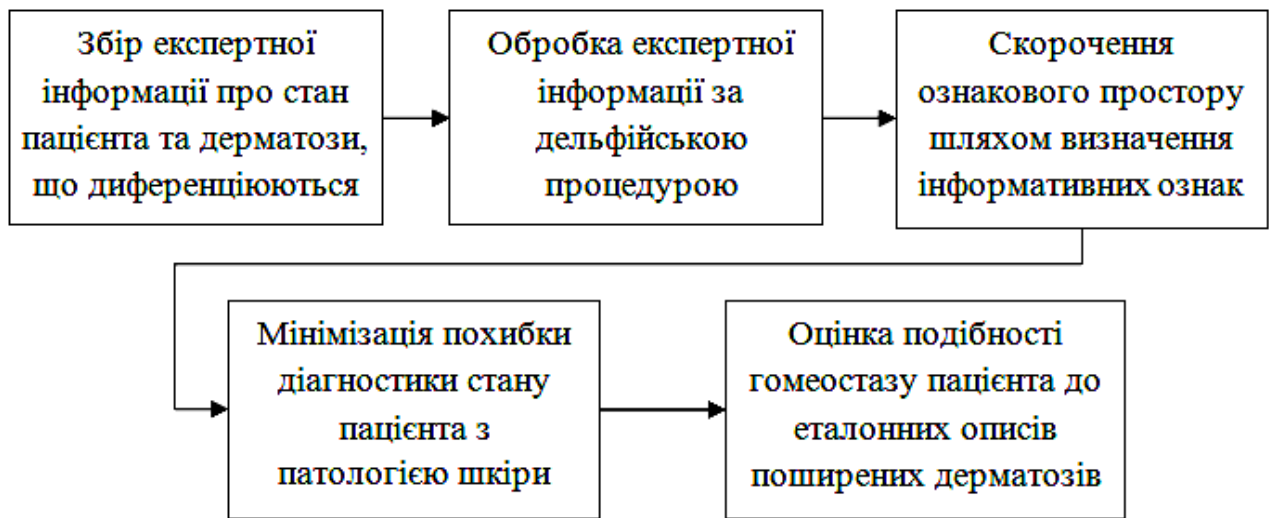 Збір експертної
інформації про стан
пацієнта та дерматози,
що диференціюються
Обробка експертної
інформації за
дельфійською
процедурою
Скорочення
ознакового простору
шляхом визначення
інформативних ознак
Мінімізація похибки
діагностики стану
пацієнта з
патологією шкіри
Оцінка подібності
гомеостазу пацієнта до
еталонних описів
поширених дерматозів